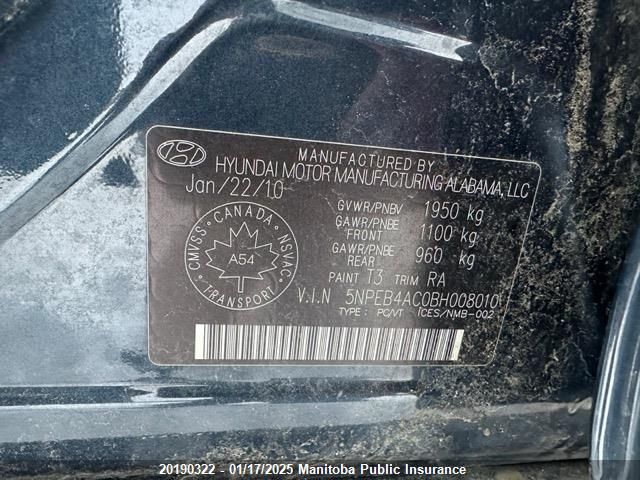 MANUFACTURED BY
HYUNDAI MOTOR MANUFACTURING ALABAMA, LLC
Jan/22/10
GVWR/PNBV 1950 kg
GAWR/PNBE FRONT 1100 kg
GAWR/PNBE REAR 960 kg
PAINT T3 TRIM RA
V.I.N 5NPEB4AC0BH008010
TYPE : PC/VT ICES/NMB-002
CANADA
CMVSS NSVAC
A54
TRANSPORT
20190322 - 01/17/2025 Manitoba Public Insurance